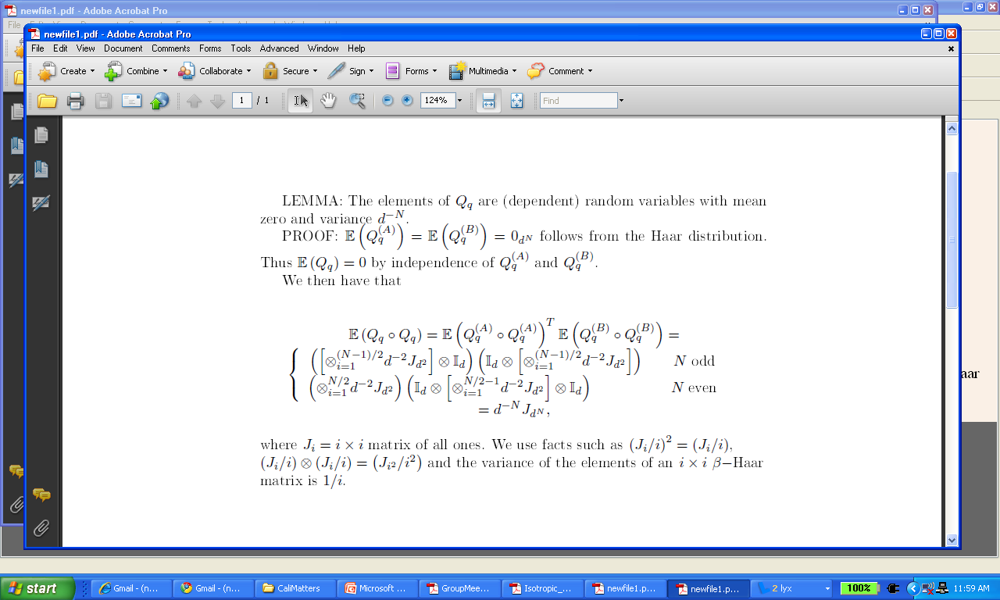 newfile1.pdf - Adobe Acrobat Pro
newfile1.pdf - Adobe Acrobat Pro
File Edit View Document Comments Forms Tools Advanced Window Help
Create Combine Collaborate Secure Sign Forms Multimedia Comment
1 / 1 124% Find
LEMMA: The elements of Q_q are (dependent) random variables with mean
zero and variance d^{-N}.
PROOF: 𝔼(Q_q^{(A)}) = 𝔼(Q_q^{(B)}) = 0_{d^N} follows from the Haar distribution.
Thus 𝔼(Q_q) = 0 by independence of Q_q^{(A)} and Q_q^{(B)}.
We then have that
𝔼(Q_q ∘ Q_q) = 𝔼(Q_q^{(A)} ∘ Q_q^{(A)})^T 𝔼(Q_q^{(B)} ∘ Q_q^{(B)}) =
{ ([⊗_{i=1}^{(N-1)/2} d^{-2} J_{d^2}] ⊗ 𝕀_d) (𝕀_d ⊗ [⊗_{i=1}^{(N-1)/2} d^{-2} J_{d^2}]) N odd
(⊗_{i=1}^{N/2} d^{-2} J_{d^2}) (𝕀_d ⊗ [⊗_{i=1}^{N/2-1} d^{-2} J_{d^2}] ⊗ 𝕀_d) N even
= d^{-N} J_{d^N},
where J_i = i × i matrix of all ones. We use facts such as (J_i/i)^2 = (J_i/i),
(J_i/i) ⊗ (J_i/i) = (J_{i^2}/i^2) and the variance of the elements of an i × i β−Haar
matrix is 1/i.
aar
start Gmail - (n... Gmail - (n... CaliMatters Microsoft ... GroupMee... Isotropic_... newfile1.p... newfile1.p... 2 lyx 100% 11:59 AM